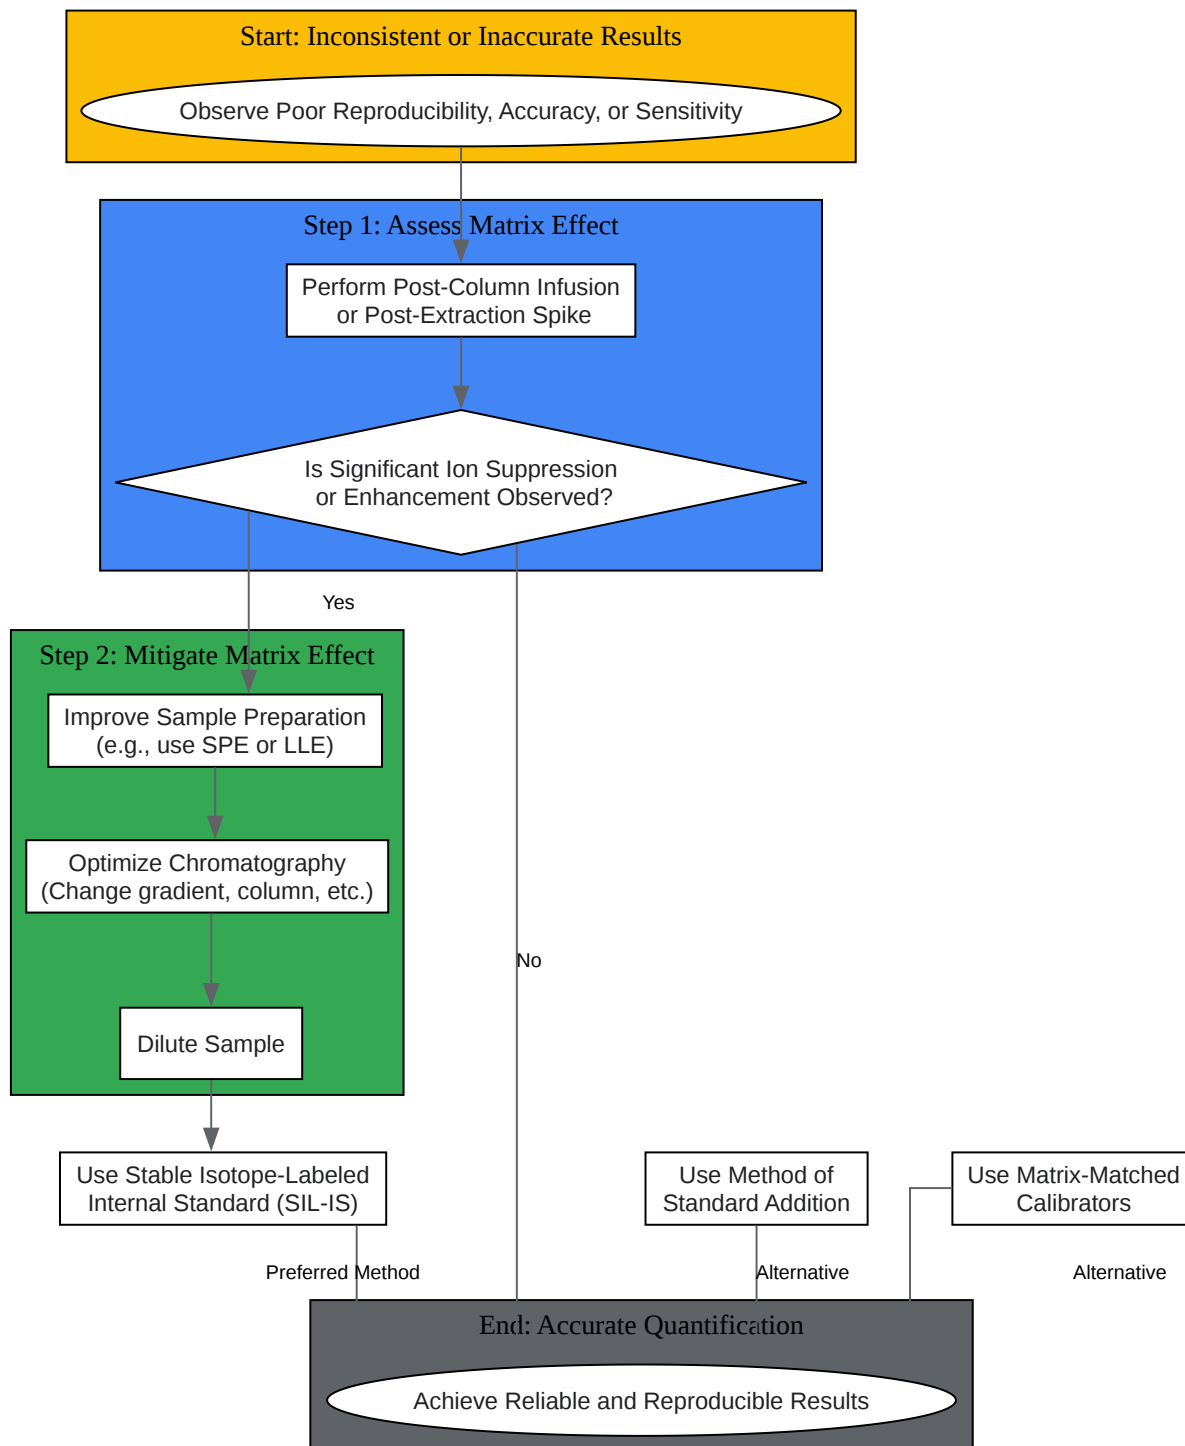 Start: Inconsistent or Inaccurate Results
Observe Poor Reproducibility, Accuracy, or Sensitivity
Step 1: Assess Matrix Effect
Perform Post-Column Infusion
or Post-Extraction Spike
Is Significant Ion Suppression
or Enhancement Observed?
Yes
Step 2: Mitigate Matrix Effect
Improve Sample Preparation
(e.g., use SPE or LLE)
Optimize Chromatography
(Change gradient, column, etc.)
No
Dilute Sample
Use Stable Isotope-Labeled
Internal Standard (SIL-IS)
Use Method of
Standard Addition
Use Matrix-Matched
Calibrators
Preferred Method
Alternative
Alternative
End: Accurate Quantification
Achieve Reliable and Reproducible Results